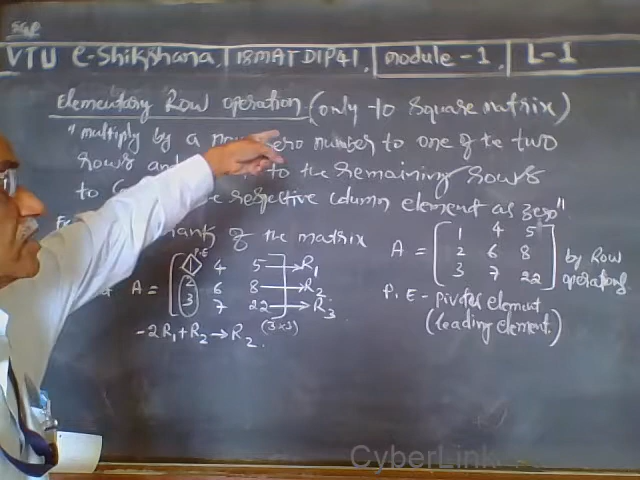 SGP
VTU e-Shikshana, 18MATDIP41 module-1 L-1
Elementary Row operation (only to square matrix)
"multiply by a non zero number to one of the two
rows and to the remaining rows
to respective column element as zero"
rank of the matrix
A = [1 4 5
2 6 8
3 7 22] by Row operations.
P.E
A = [1 4 5] → R1
2 6 8 → R2
3 7 22 → R3
(3×3)
-2R1+R2→R2.
P.E - Pivotel element
(leading element)
CyberLink